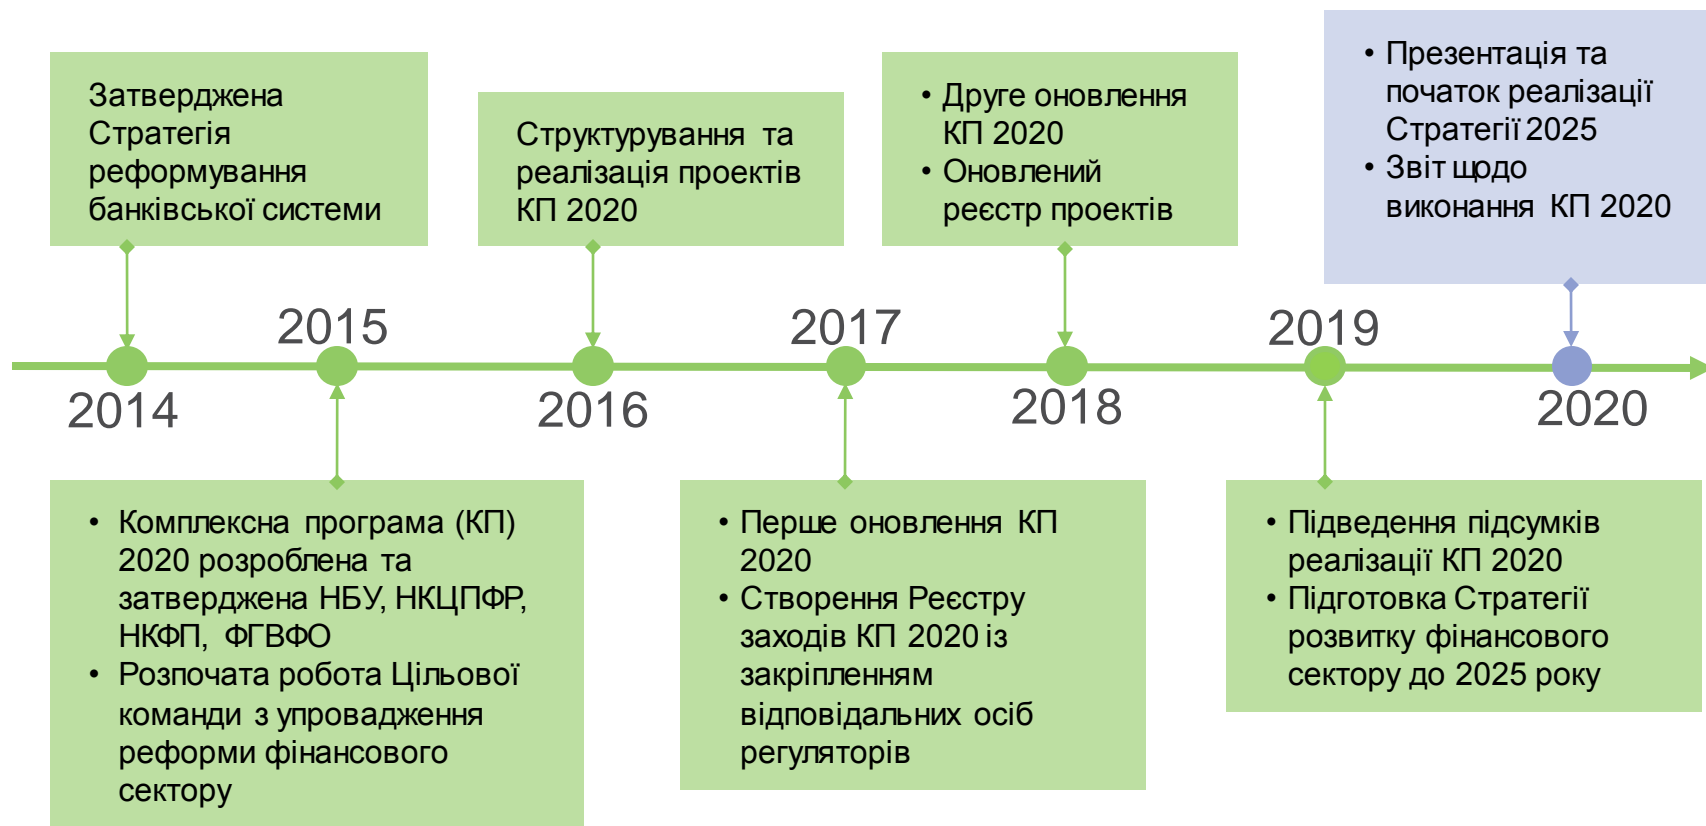 Затверджена
Стратегія
реформування
банківської системи
Структурування та
реалізація проектів
КП 2020
• Друге оновлення
КП 2020
• Оновлений
реєстр проектів
• Презентація та
початок реалізації
Стратегії 2025
• Звіт щодо
виконання КП 2020
2014
2015
2016
2017
2018
2019
2020
• Комплексна програма (КП)
2020 розроблена та
затверджена НБУ, НКЦПФР,
НКФП, ФГВФО
• Розпочата робота Цільової
команди з упровадження
реформи фінансового
сектору
• Перше оновлення КП
2020
• Створення Реєстру
заходів КП 2020 із
закріпленням
відповідальних осіб
регуляторів
• Підведення підсумків
реалізації КП 2020
• Підготовка Стратегії
розвитку фінансового
сектору до 2025 року